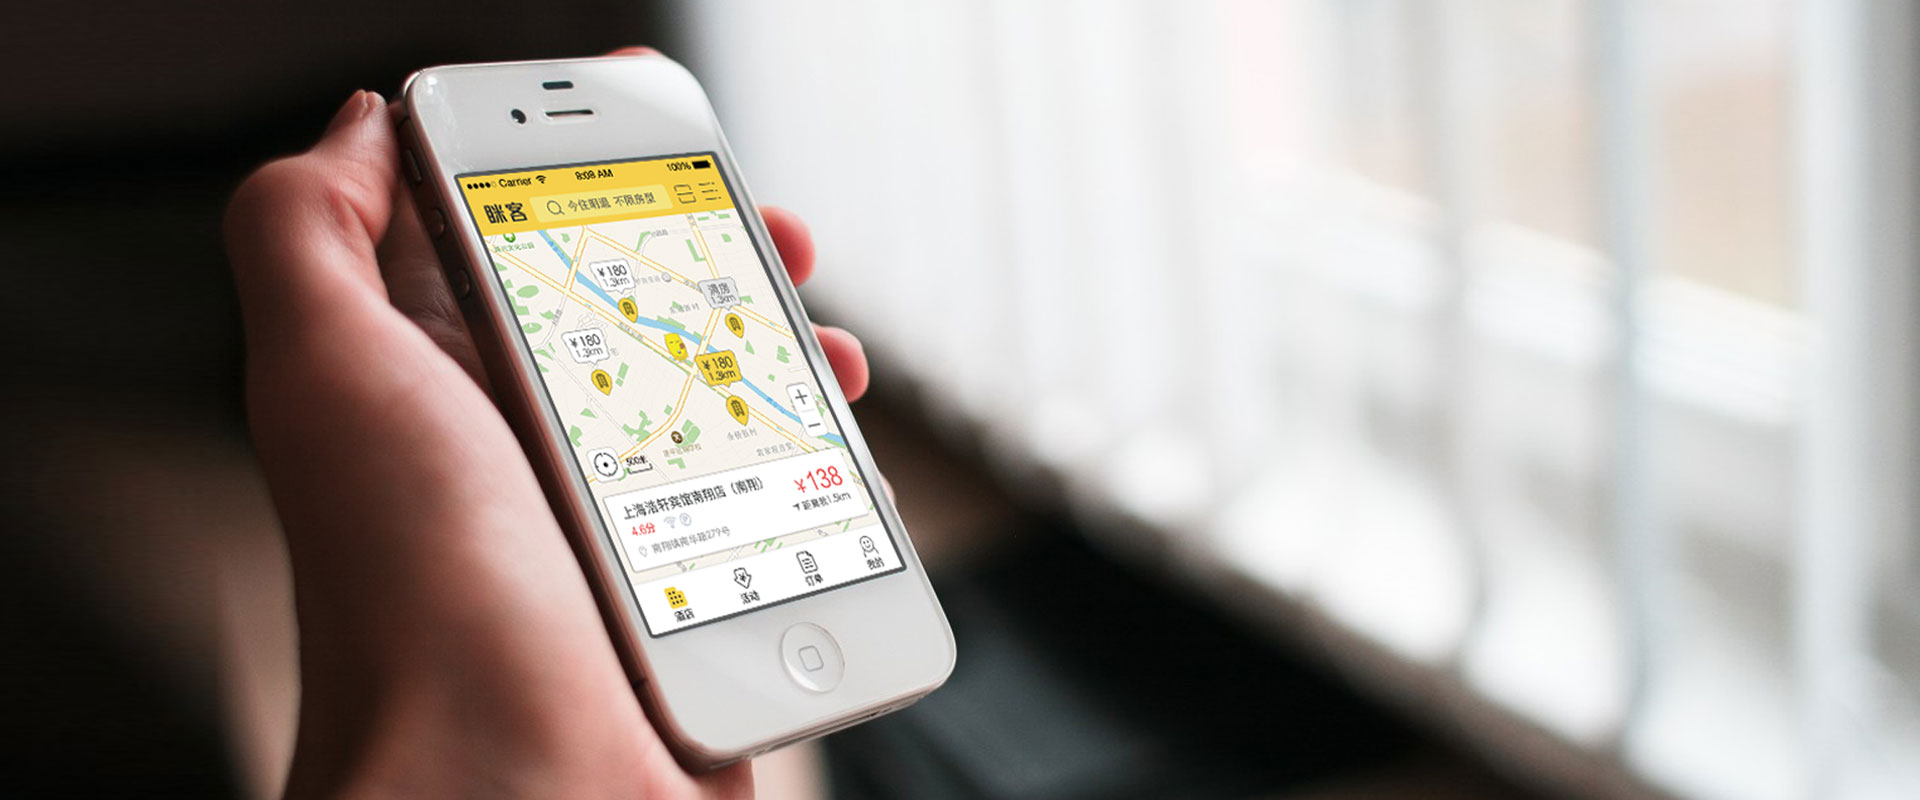 Carrier 8:08 AM 100%
眯客 今住明退 不限房型
¥180
1.3km
满房
1.3km
¥180
1.3km
¥180
1.3km
500米
上海浩轩宾馆南翔店（南翔） ¥138
4.6分 距离我1.5km
南翔镇南华路279号
酒店 活动 订单 我的